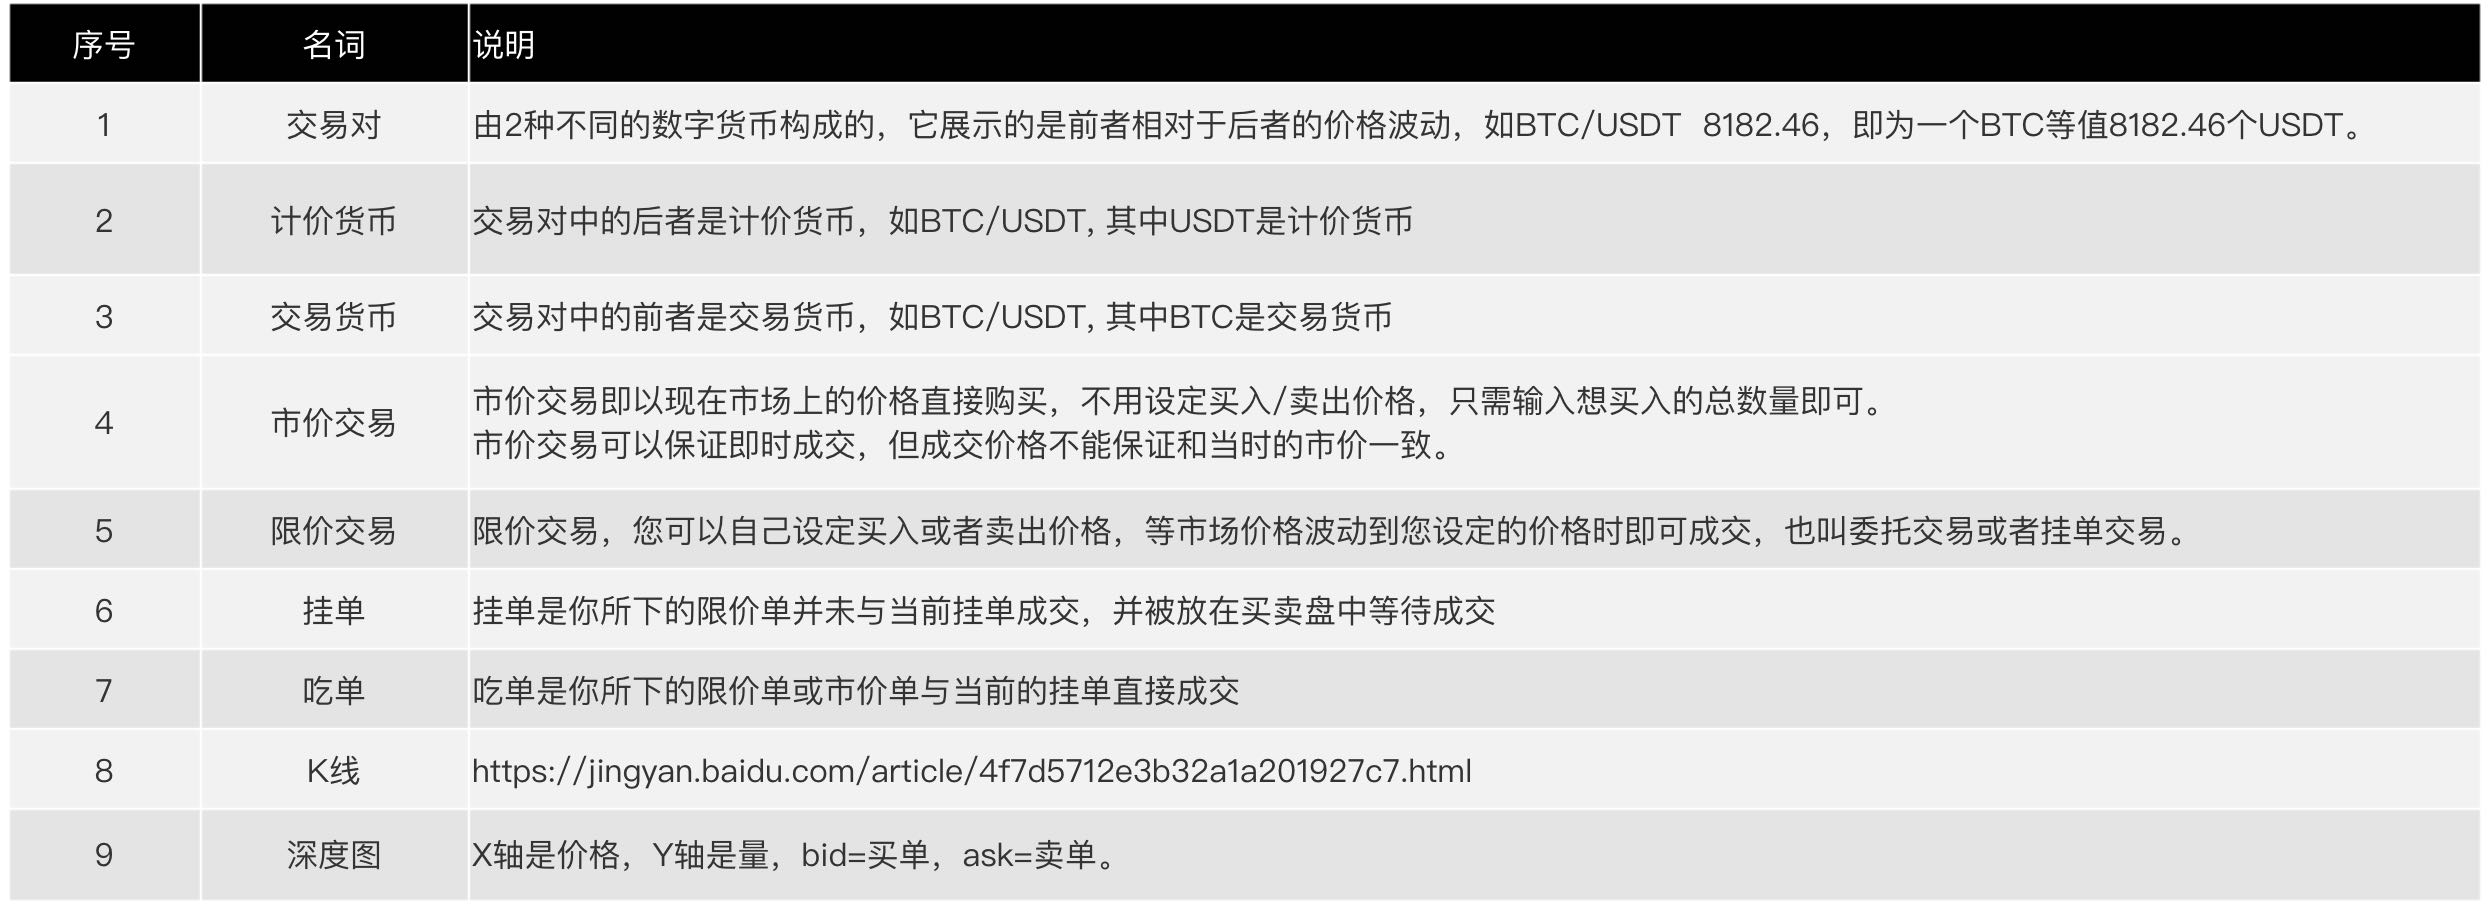 序号 名词 说明
1 交易对 由2种不同的数字货币构成的，它展示的是前者相对于后者的价格波动，如BTC/USDT 8182.46，即为一个BTC等值8182.46个USDT。
2 计价货币 交易对中的后者是计价货币，如BTC/USDT, 其中USDT是计价货币
3 交易货币 交易对中的前者是交易货币，如BTC/USDT, 其中BTC是交易货币
4 市价交易 市价交易即以现在市场上的价格直接购买，不用设定买入/卖出价格，只需输入想买入的总数量即可。
市价交易可以保证即时成交，但成交价格不能保证和当时的市价一致。
5 限价交易 限价交易，您可以自己设定买入或者卖出价格，等市场价格波动到您设定的价格时即可成交，也叫委托交易或者挂单交易。
6 挂单 挂单是你所下的限价单并未与当前挂单成交，并被放在买卖盘中等待成交
7 吃单 吃单是你所下的限价单或市价单与当前的挂单直接成交
8 K线 https://jingyan.baidu.com/article/4f7d5712e3b32a1a201927c7.html
9 深度图 X轴是价格，Y轴是量，bid=买单，ask=卖单。